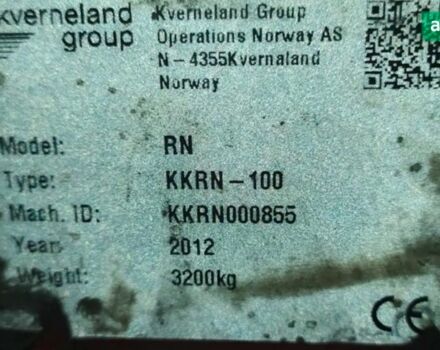 kverneland
group
Kverneland Group
Operations Norway AS
N-4355Kvernaland
Norway
Model: RN
Type: KKRN-100
Mach. ID: KKRN000855
Year 2012
Weight: 3200kg
CE